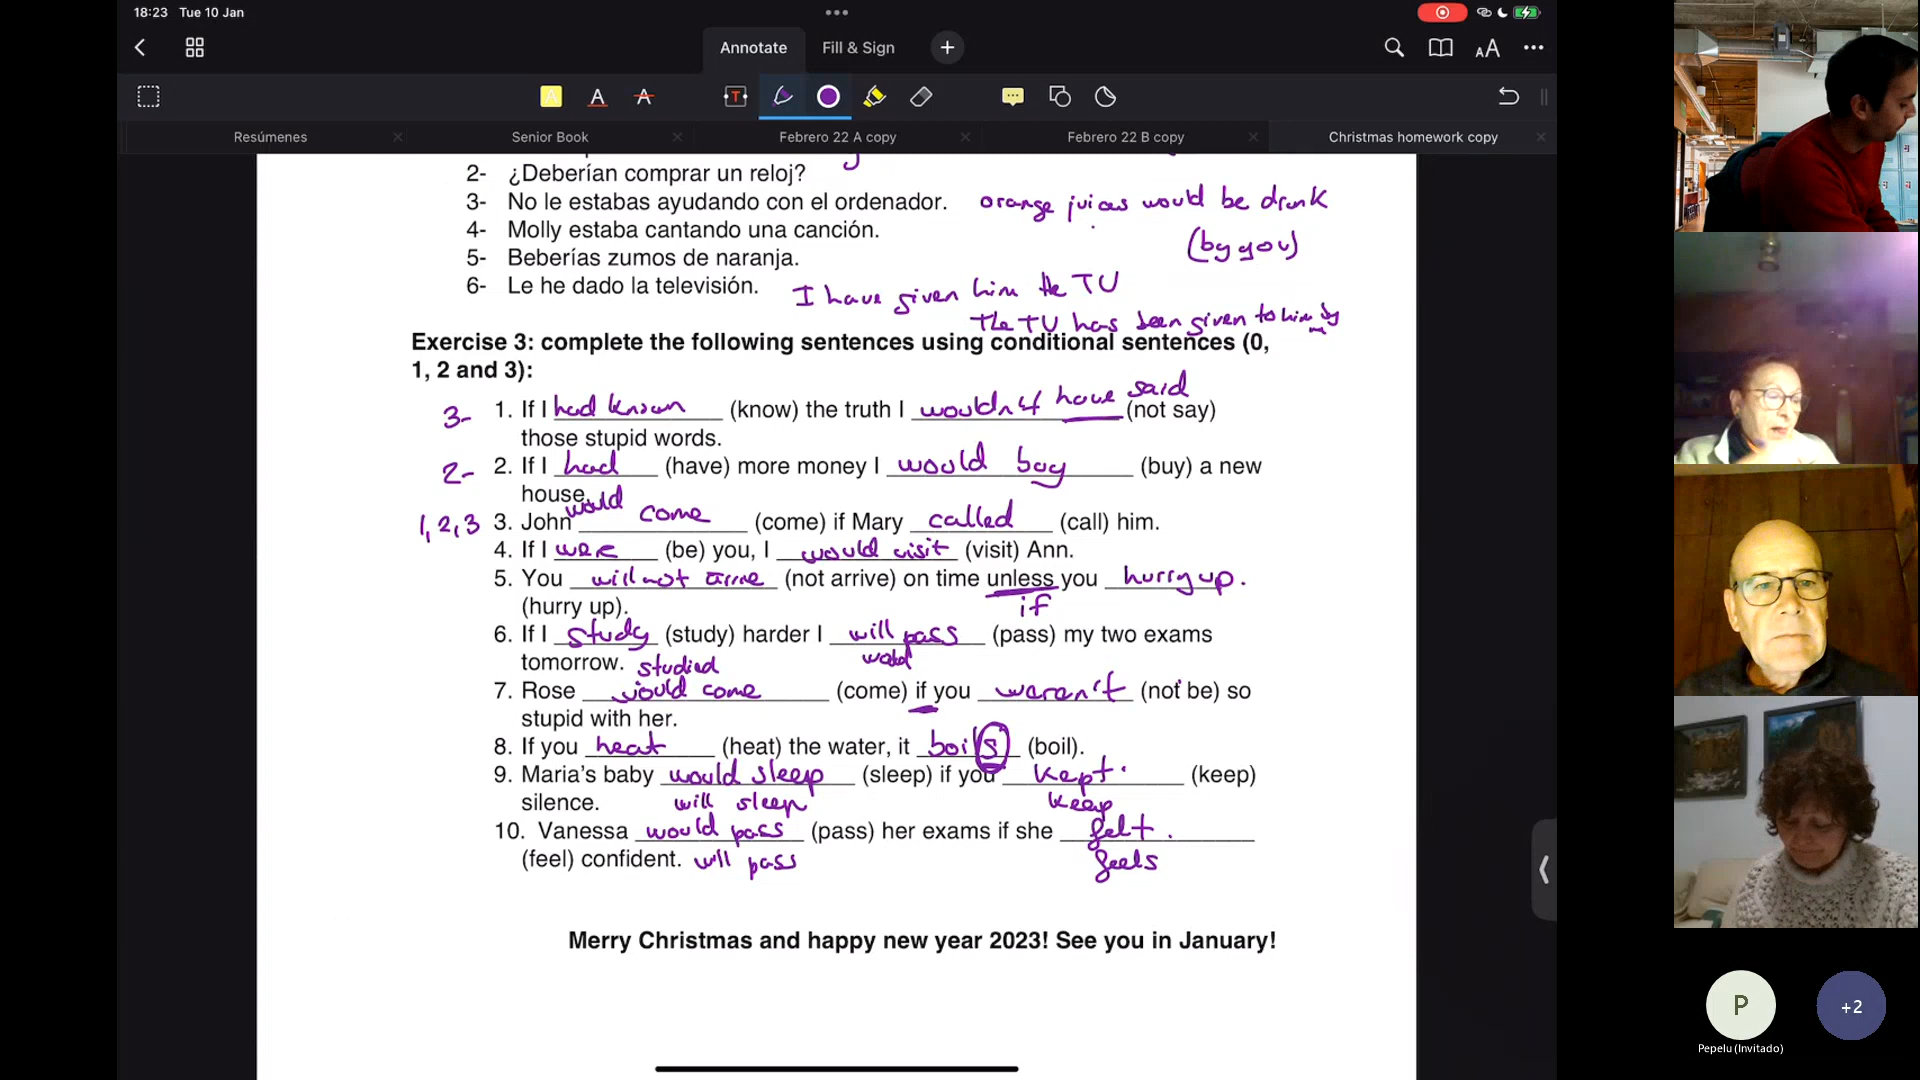 18:23 Tue 10 Jan
Annotate Fill & Sign
Resúmenes Senior Book Febrero 22 A copy Febrero 22 B copy Christmas homework copy
2- ¿Deberían comprar un reloj?
3- No le estabas ayudando con el ordenador. orange juices would be drunk
4- Molly estaba cantando una canción. (by you)
5- Beberías zumos de naranja.
6- Le he dado la televisión. I have given him the TU
The TU has been given to him by
Exercise 3: complete the following sentences using conditional sentences (0,
1, 2 and 3):
3- 1. If I had known (know) the truth I wouldn't have said (not say)
those stupid words.
2- 2. If I had (have) more money I would buy (buy) a new
house
1, 2, 3 3. John would come (come) if Mary called (call) him.
4. If I were (be) you, I would visit (visit) Ann.
5. You will not arrive (not arrive) on time unless you hurry up.
(hurry up). if
6. If I study (study) harder I will pass (pass) my two exams
tomorrow. studied would
7. Rose would come (come) if you weren't (not be) so
stupid with her.
8. If you heat (heat) the water, it boils (boil).
9. Maria's baby would sleep (sleep) if you kept. (keep)
silence. will sleep keep
10. Vanessa would pass (pass) her exams if she felt.
(feel) confident. will pass feels
Merry Christmas and happy new year 2023! See you in January!
P +2
Pepelu (Invitado)